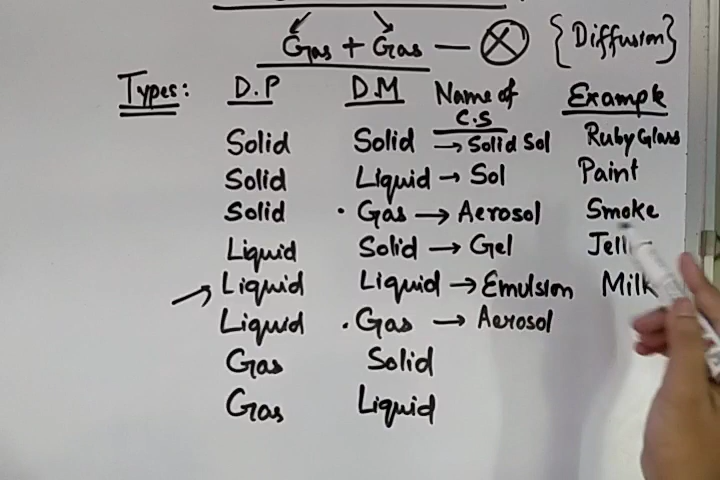 Gas + Gas — ⊗ {Diffusion}
Types: D.P D.M Name of C.S Example
Solid Solid → Solid Sol Ruby Glass
Solid Liquid → Sol Paint
Solid . Gas → Aerosol Smoke
Liquid Solid → Gel Jell
Liquid Liquid → Emulsion Milk
Liquid . Gas → Aerosol
Gas Solid
Gas Liquid